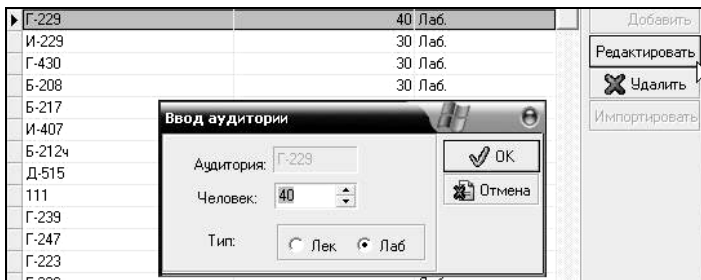 Г-229 40 Лаб. Добавить
И-229 30 Лаб.
Г-430 30 Лаб. Редактировать
Б-208 30 Лаб. Удалить
Б-217
И-407 Ввод аудитории Импортировать
Б-212ч
Д-515 Аудитория: Г-229 OK
111 Человек: 40 Отмена
Г-239
Г-247 Тип: Лек Лаб
Г-223